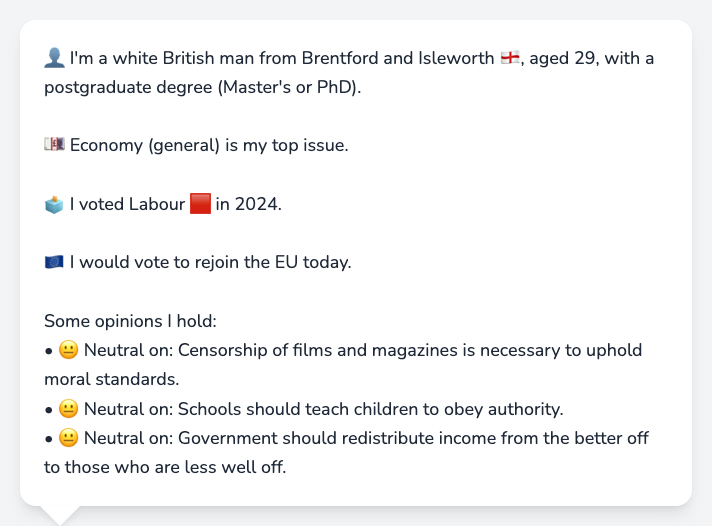 👤 I'm a white British man from Brentford and Isleworth 🏴󠁧󠁢󠁥󠁮󠁧󠁿, aged 29, with a
postgraduate degree (Master's or PhD).
💷 Economy (general) is my top issue.
🗳️ I voted Labour 🟥 in 2024.
🇪🇺 I would vote to rejoin the EU today.
Some opinions I hold:
• 😐 Neutral on: Censorship of films and magazines is necessary to uphold
moral standards.
• 😐 Neutral on: Schools should teach children to obey authority.
• 😐 Neutral on: Government should redistribute income from the better off
to those who are less well off.